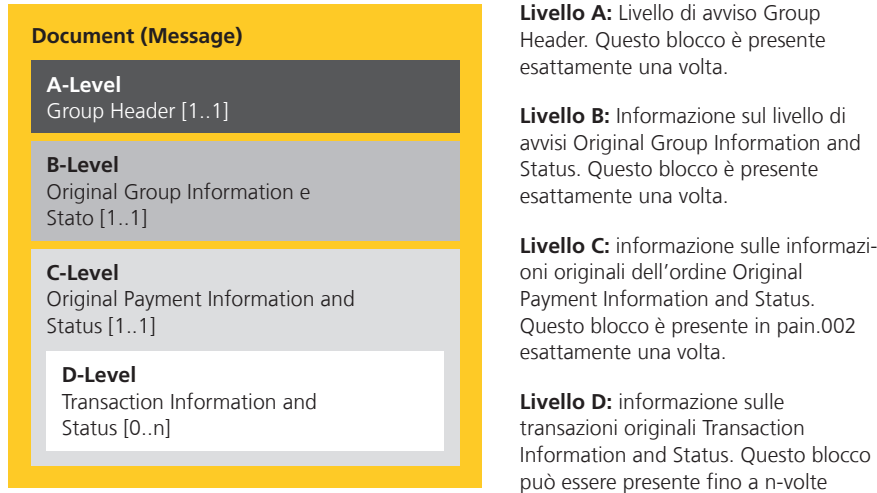 Document (Message)
A-Level
Group Header [1..1]
B-Level
Original Group Information e
Stato [1..1]
C-Level
Original Payment Information and
Status [1..1]
D-Level
Transaction Information and
Status [0..n]
Livello A: Livello di avviso Group
Header. Questo blocco è presente
esattamente una volta.
Livello B: Informazione sul livello di
avvisi Original Group Information and
Status. Questo blocco è presente
esattamente una volta.
Livello C: informazione sulle informazi-
oni originali dell’ordine Original
Payment Information and Status.
Questo blocco è presente in pain.002
esattamente una volta.
Livello D: informazione sulle
transazioni originali Transaction
Information and Status. Questo blocco
può essere presente fino a n-volte